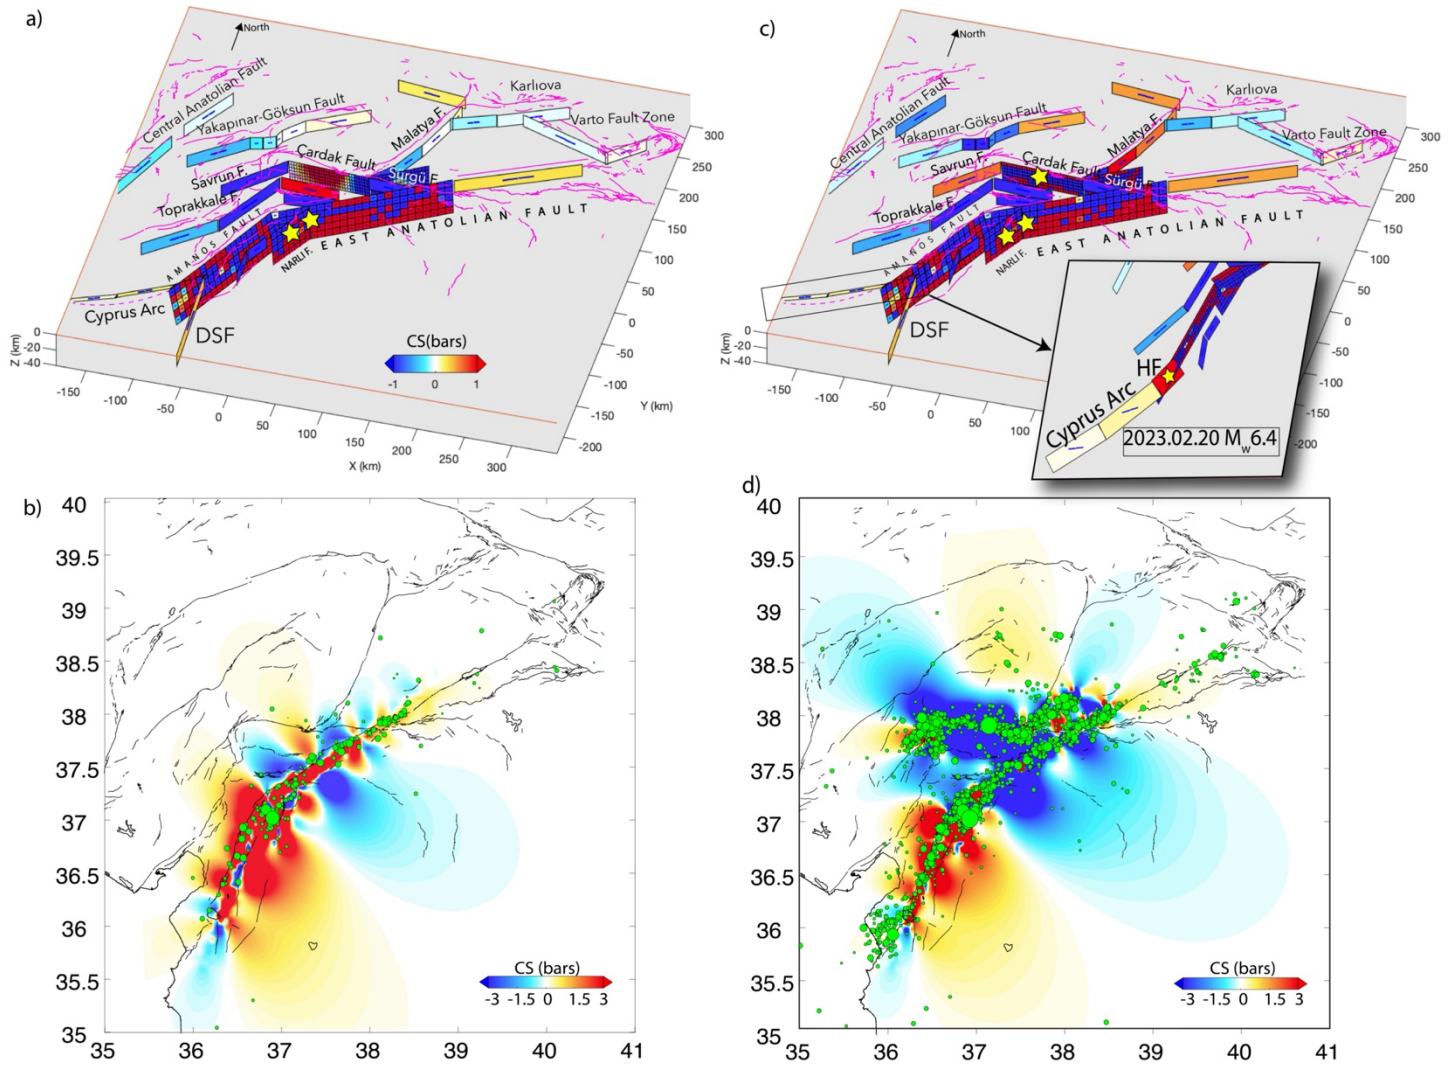 a)
North
Central Anatolian Fault
Yakapınar-Göksun Fault
Karlıova
Malatya F.
Varto Fault Zone
Çardak Fault
Savrun F.
Sürgü F.
Toprakkale F.
AMANOS FAULT
NARLI F.
EAST ANATOLIAN FAULT
Cyprus Arc
DSF
CS(bars)
-1 0 1
Z (km)
0
-20
-40
-150
-100
-50
0
50
100
150
200
250
300
X (km)
300
250
200
150
100
50
0
-50
-100
-150
-200
Y (km)
c)
North
Central Anatolian Fault
Yakapınar-Göksun Fault
Karlıova
Malatya F.
Varto Fault Zone
Çardak Fault
Savrun F.
Sürgü F.
Toprakkale F.
AMANOS FAULT
NARLI F.
EAST ANATOLIAN FAULT
Cyprus Arc
DSF
Z (km)
0
-20
-40
-150
-100
-50
0
50
100
300
250
200
150
100
50
0
-50
-100
-150
-200
HF
Cyprus Arc
2023.02.20 Mw6.4
b)
40
39.5
39
38.5
38
37.5
37
36.5
36
35.5
35
35 36 37 38 39 40 41
CS (bars)
-3 -1.5 0 1.5 3
d)
40
39.5
39
38.5
38
37.5
37
36.5
36
35.5
35
35 36 37 38 39 40 41
CS (bars)
-3 -1.5 0 1.5 3